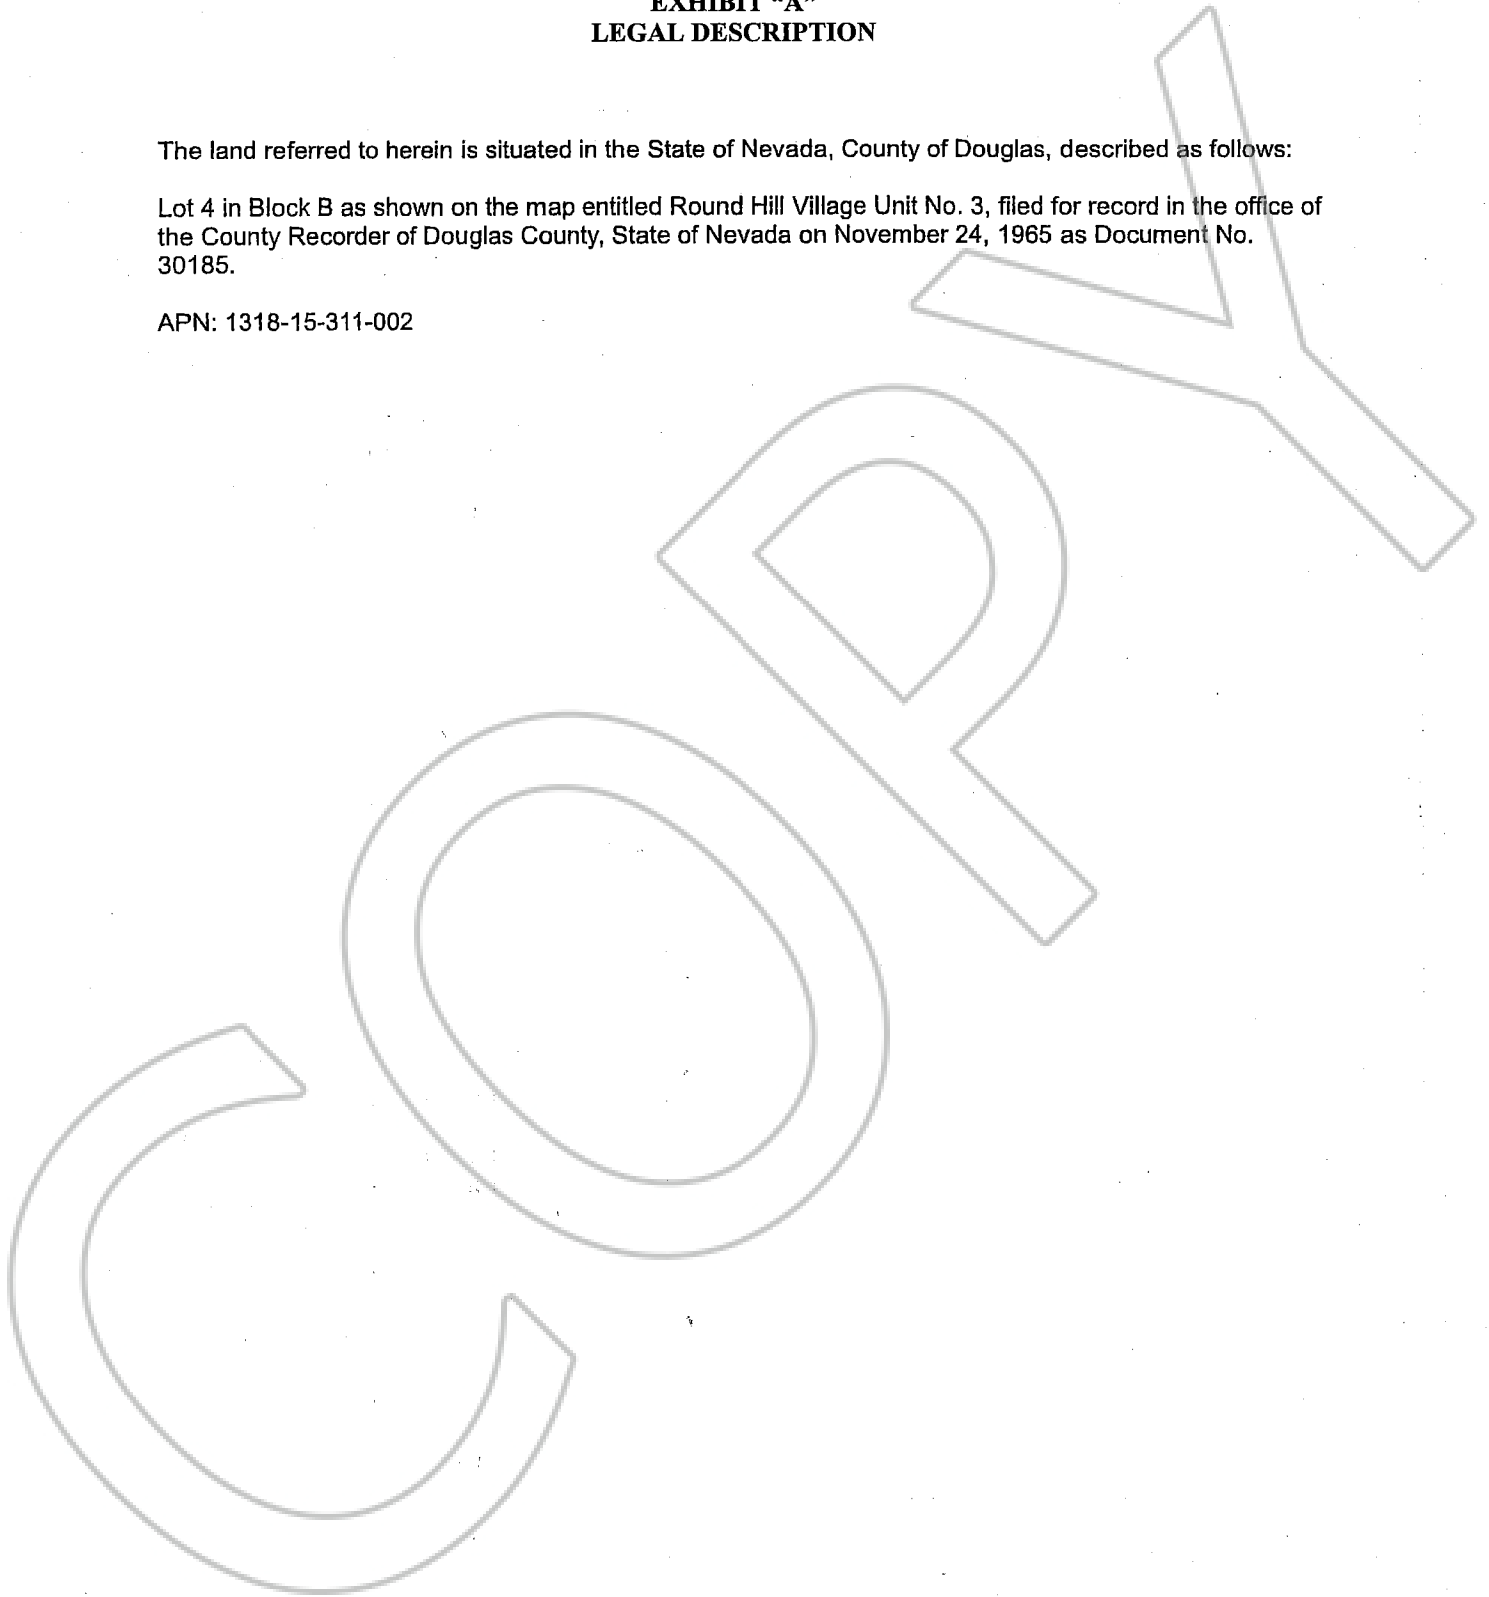 EXHIBIT "A"
LEGAL DESCRIPTION
The land referred to herein is situated in the State of Nevada, County of Douglas, described as follows:
Lot 4 in Block B as shown on the map entitled Round Hill Village Unit No. 3, filed for record in the office of
the County Recorder of Douglas County, State of Nevada on November 24, 1965 as Document No.
30185.
APN: 1318-15-311-002
COPY